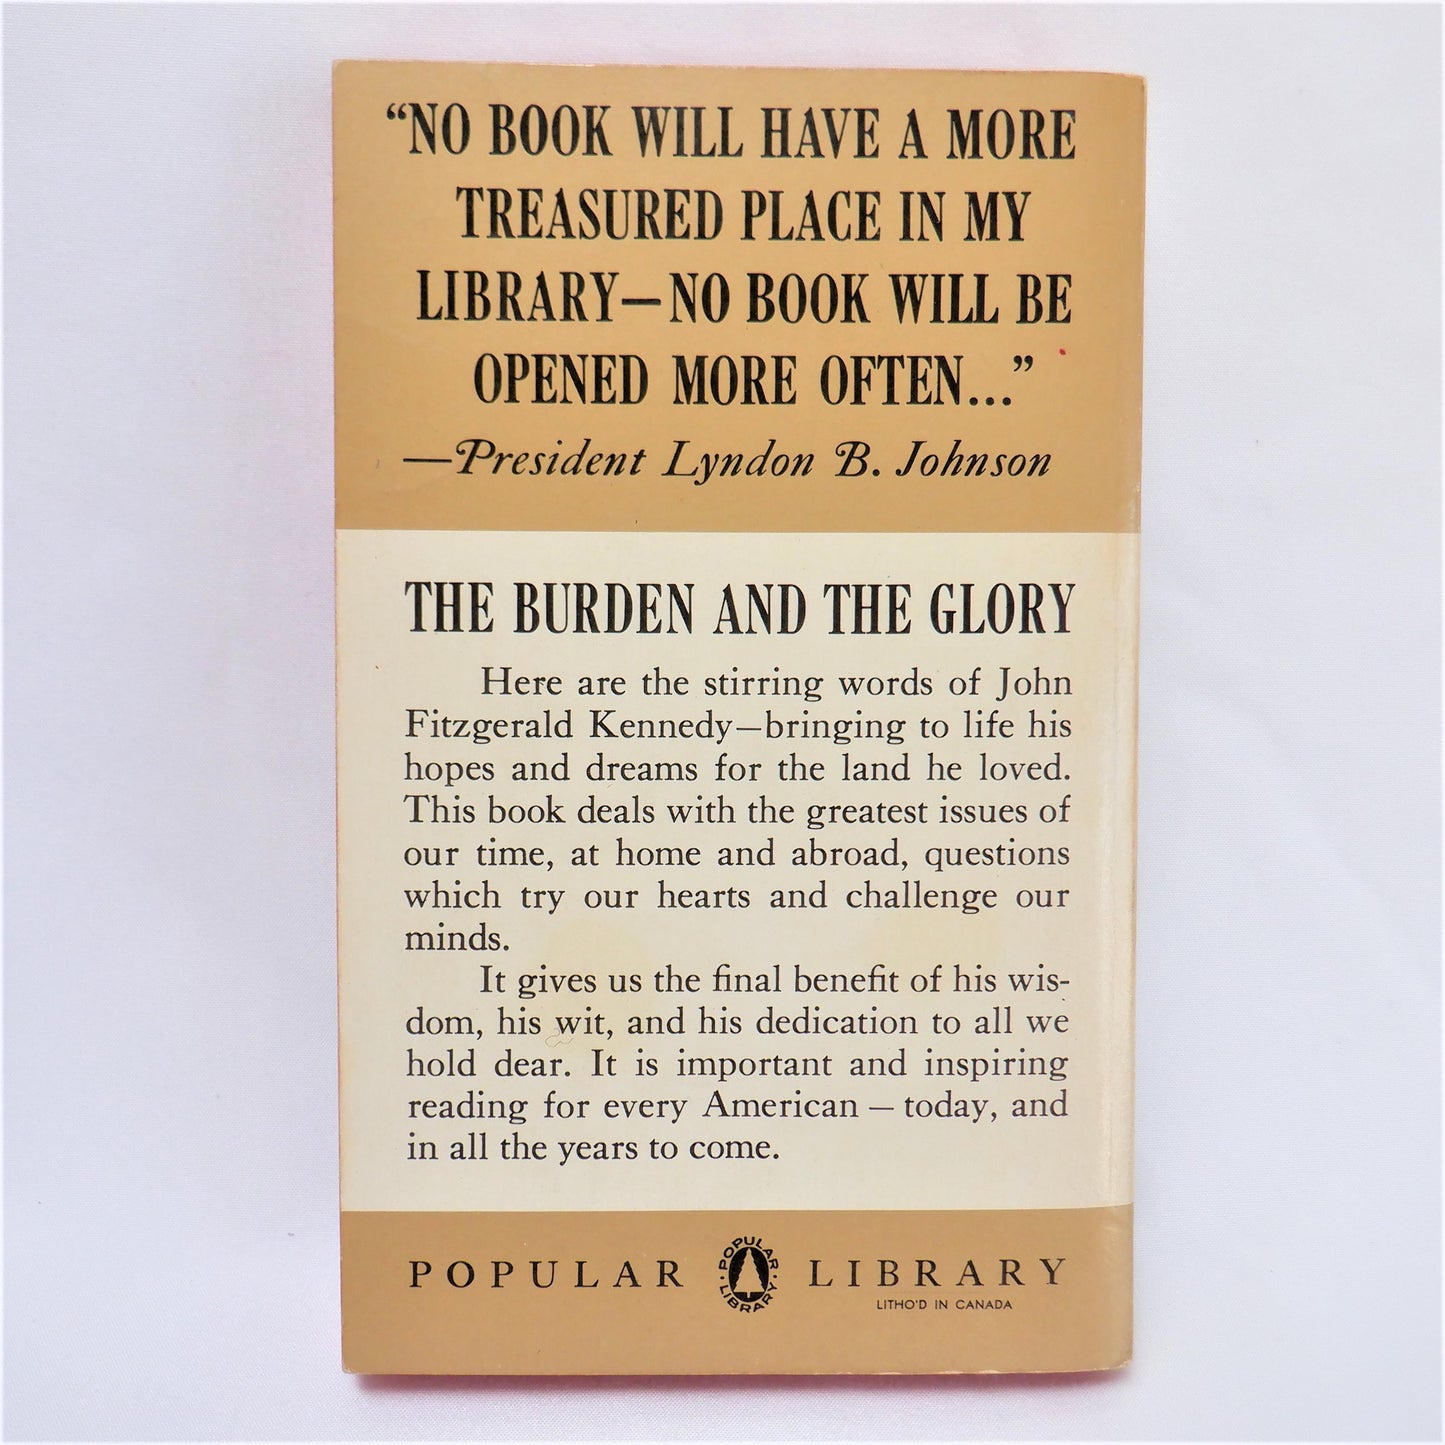 “NO BOOK WILL HAVE A MORE
TREASURED PLACE IN MY
LIBRARY—NO BOOK WILL BE
OPENED MORE OFTEN...”
—President Lyndon B. Johnson
THE BURDEN AND THE GLORY
Here are the stirring words of John
Fitzgerald Kennedy—bringing to life his
hopes and dreams for the land he loved.
This book deals with the greatest issues of
our time, at home and abroad, questions
which try our hearts and challenge our
minds.
It gives us the final benefit of his wis-
dom, his wit, and his dedication to all we
hold dear. It is important and inspiring
reading for every American — today, and
in all the years to come.
POPULAR POPULAR LIBRARY LIBRARY
LITHO'D IN CANADA